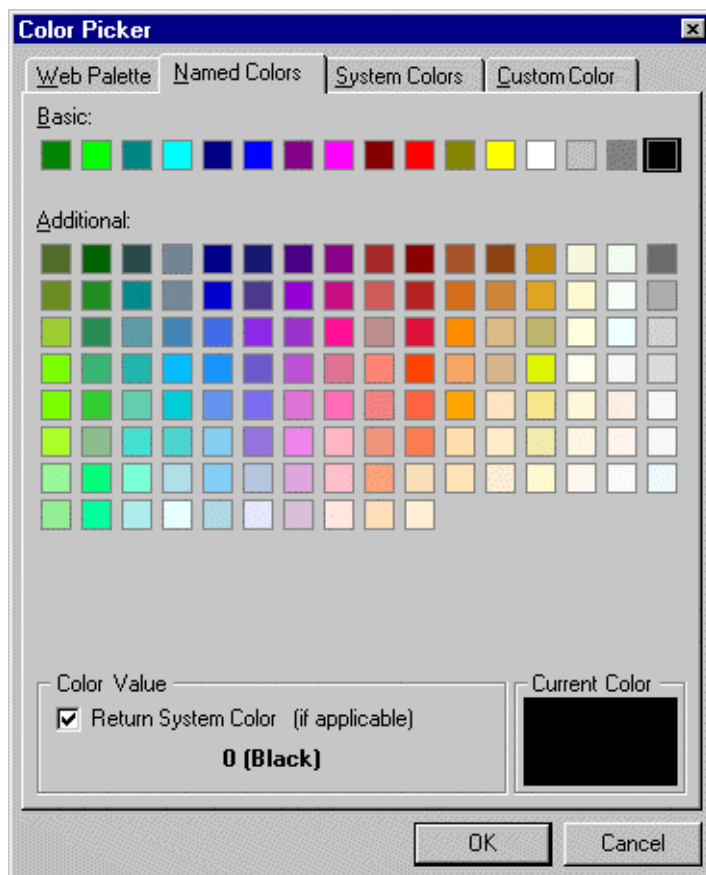 Color Picker
Web Palette Named Colors System Colors Custom Color
Basic:
Additional:
Color Value
Current Color
Return System Color (if applicable)
0 (Black)
OK Cancel